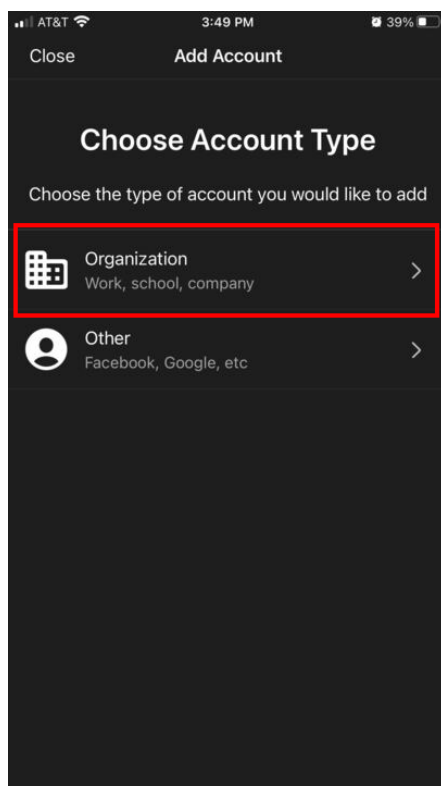 AT&T 3:49 PM 39%
Close Add Account
Choose Account Type
Choose the type of account you would like to add
Organization
Work, school, company
Other
Facebook, Google, etc